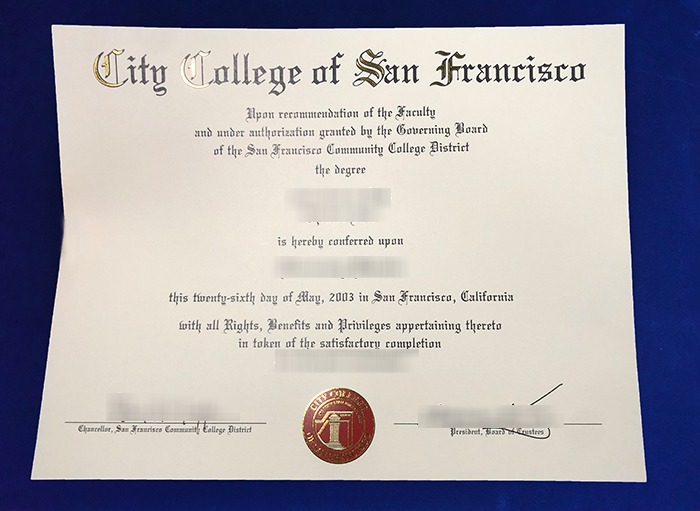 City College of San Francisco
Upon recommendation of the Faculty
and under authorization granted by the Governing Board
of the San Francisco Community College District
the degree
is hereby conferred upon
this twenty-sixth day of May, 2003 in San Francisco, California
with all Rights, Benefits and Privileges appertaining thereto
in token of the satisfactory completion
CITY COLLEGE
Chancellor, San Francisco Community College District
President, Board of Trustees